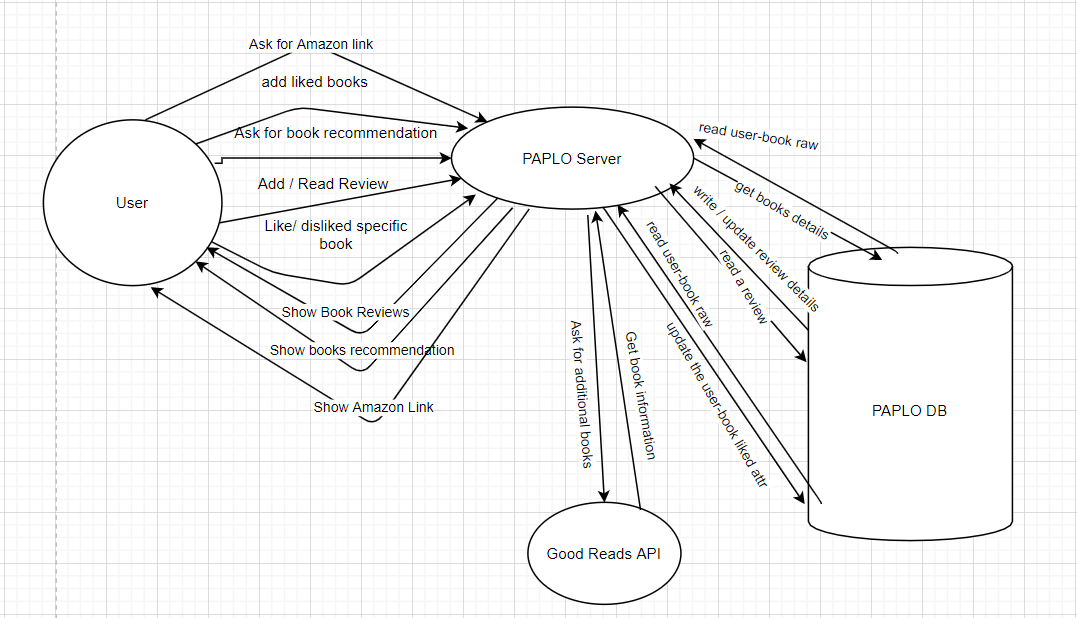 Ask for Amazon link
add liked books
Ask for book recommendation
Add / Read Review
Like/ disliked specific
book
User
PAPLO Server
Show Book Reviews
Show books recommendation
Show Amazon Link
read user-book raw
get books details
write / update review details
read a review
read user-book raw
update the user-book liked attr
Ask for additional books
Get book information
PAPLO DB
Good Reads API